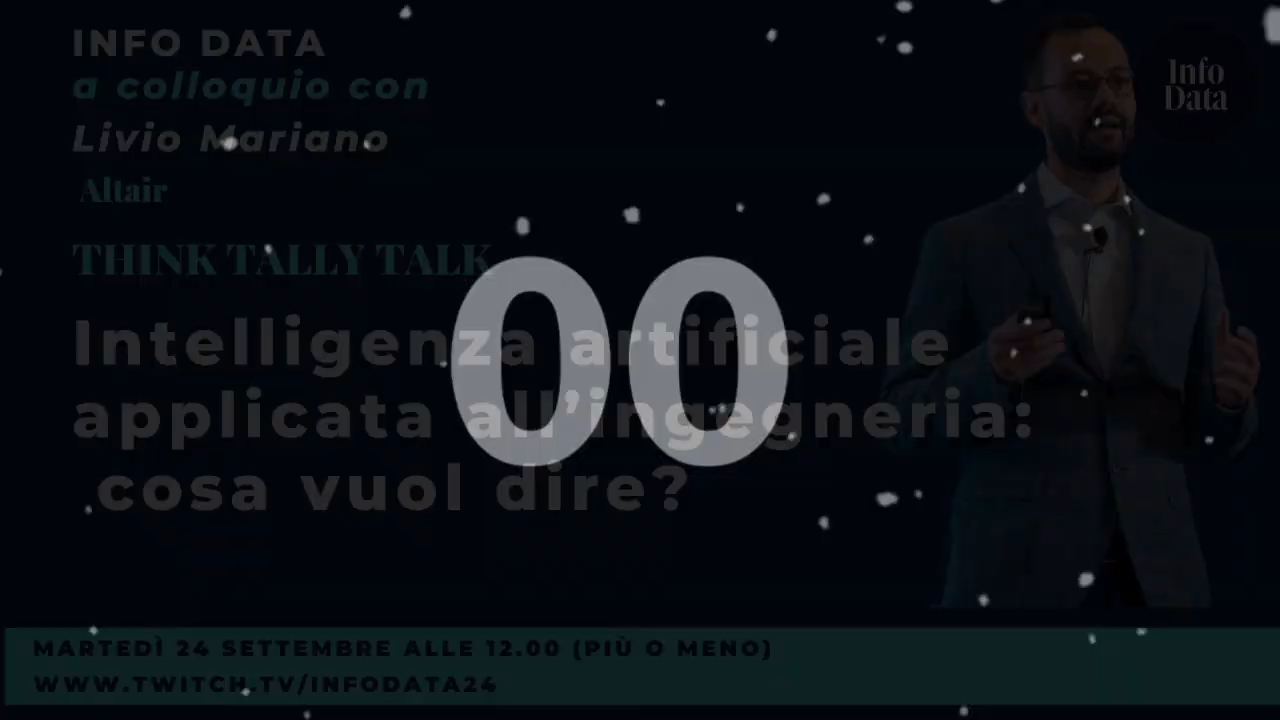 INFO DATA
a colloquio con
Livio Mariano
Altair
THINK TALLY TALK
Info
Data
00
Intelligenza artificiale
applicata all'ingegneria:
cosa vuol dire?
MARTEDÌ 24 SETTEMBRE ALLE 12.00 (PIÙ O MENO)
WWW.TWITCH.TV/INFODATA24